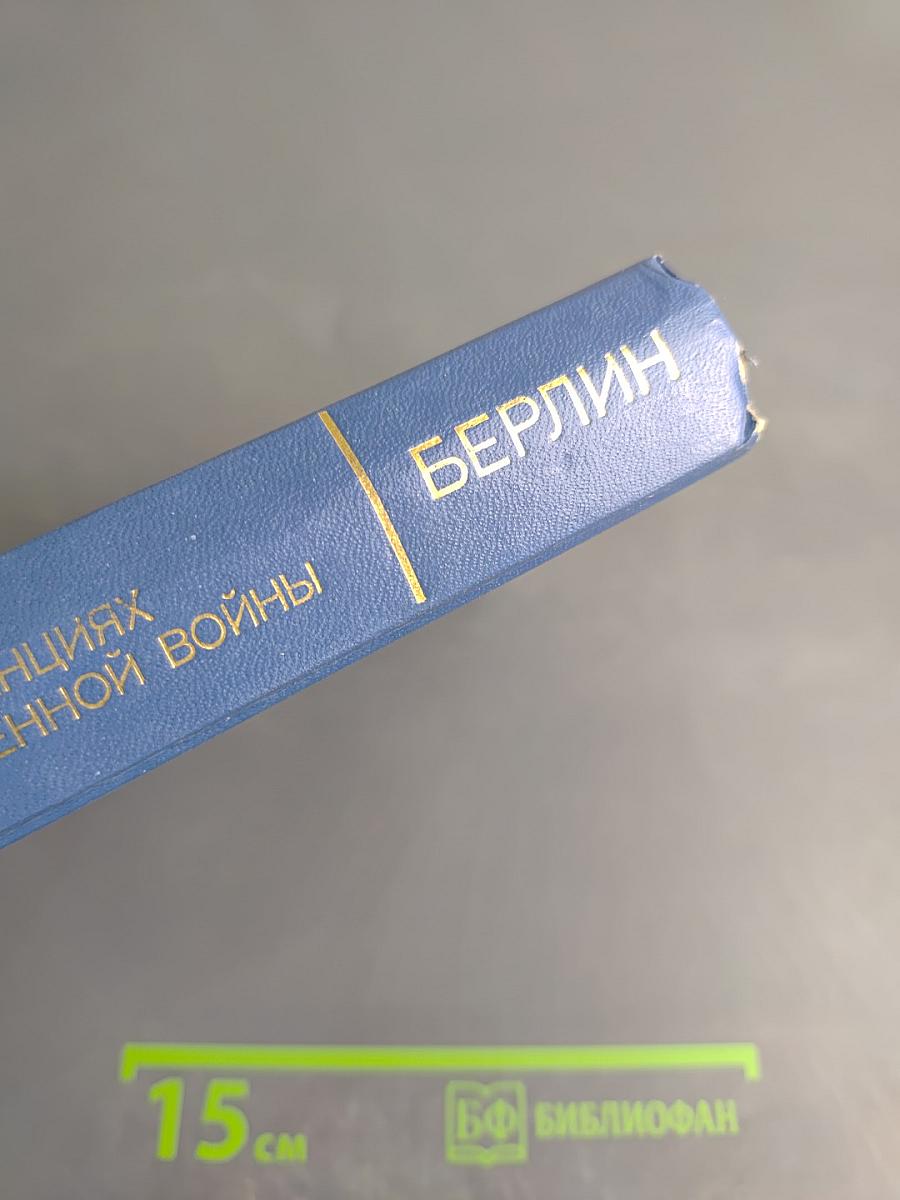 НЦИЯХ
ЕННОЙ ВОЙНЫ
БЕРЛИН
15 см
БФ БИБЛИОФАН